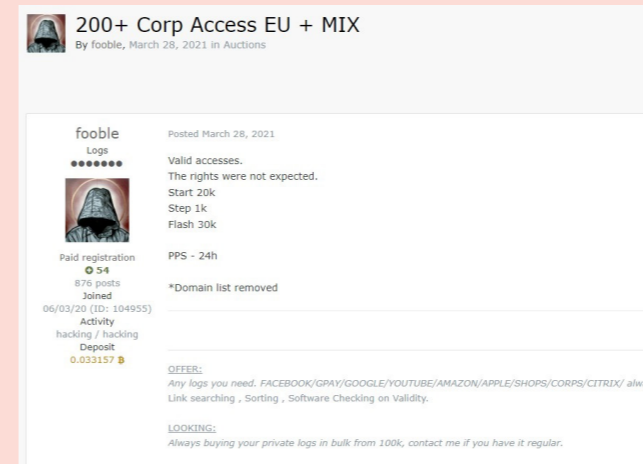 200+ Corp Access EU + MIX
By fooble, March 28, 2021 in Auctions
fooble
Logs
Paid registration
54
876 posts
Joined
06/03/20 (ID: 104955)
Activity
hacking / hacking
Deposit
0.033157 ฿
Posted March 28, 2021
Valid accesses.
The rights were not expected.
Start 20k
Step 1k
Flash 30k
PPS - 24h
*Domain list removed
OFFER:
Any logs you need. FACEBOOK/GPAY/GOOGLE/YOUTUBE/AMAZON/APPLE/SHOPS/CORPS/CITRIX/ alw
Link searching , Sorting , Software Checking on Validity.
LOOKING:
Always buying your private logs in bulk from 100k, contact me if you have it regular.